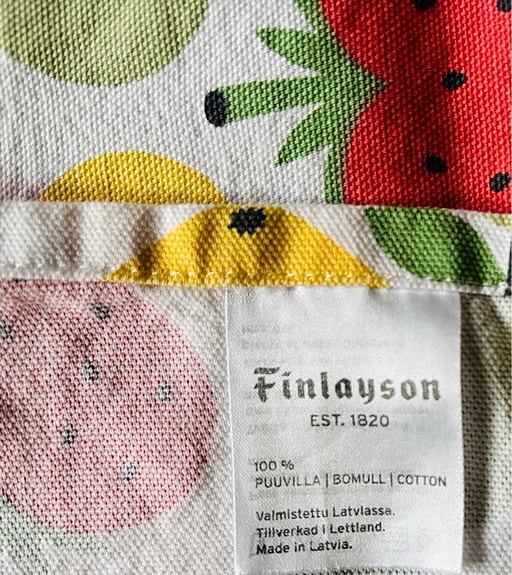 Finlayson
EST. 1820
100 %
PUUVILLA | BOMULL | COTTON
Valmistettu Latviassa.
Tillverkad i Lettland.
Made in Latvia.